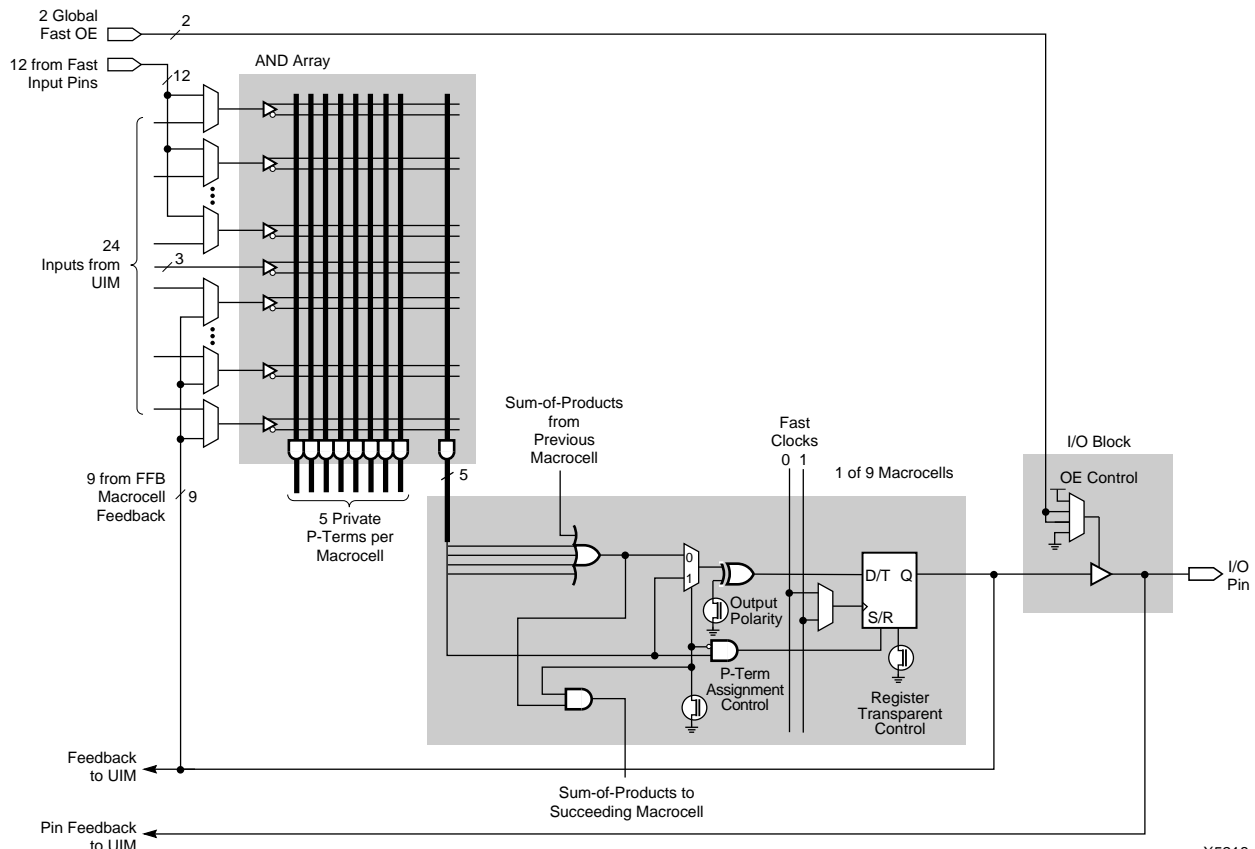 2 Global
Fast OE
2
12 from Fast
Input Pins
12
AND Array
24
Inputs from
UIM
3
9 from FFB
Macrocell
Feedback
9
5 Private
P-Terms per
Macrocell
5
Sum-of-Products
from
Previous
Macrocell
Fast
Clocks
0 1
1 of 9 Macrocells
I/O Block
OE Control
0
1
D/T Q
S/R
Output
Polarity
P-Term
Assignment
Control
Register
Transparent
Control
I/O
Pin
Feedback
to UIM
Sum-of-Products to
Succeeding Macrocell
Pin Feedback
to UIM